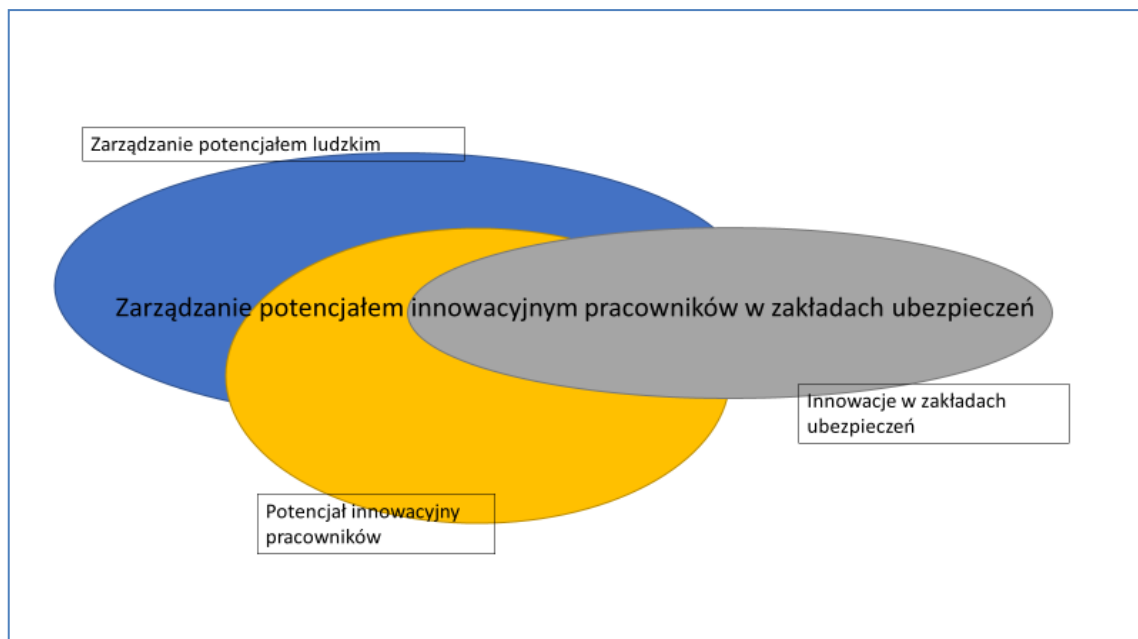 Zarządzanie potencjałem ludzkim
Zarządzanie potencjałem innowacyjnym pracowników w zakładach ubezpieczeń
Innowacje w zakładach
ubezpieczeń
Potencjał innowacyjny
pracowników